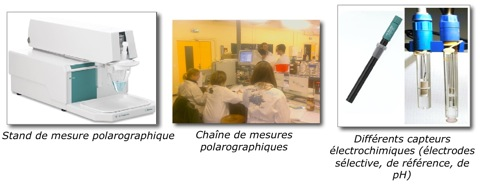 Stand de mesure polarographique
Chaîne de mesures
polarographiques
Différents capteurs
électrochimiques (électrodes
sélective, de référence, de
pH)